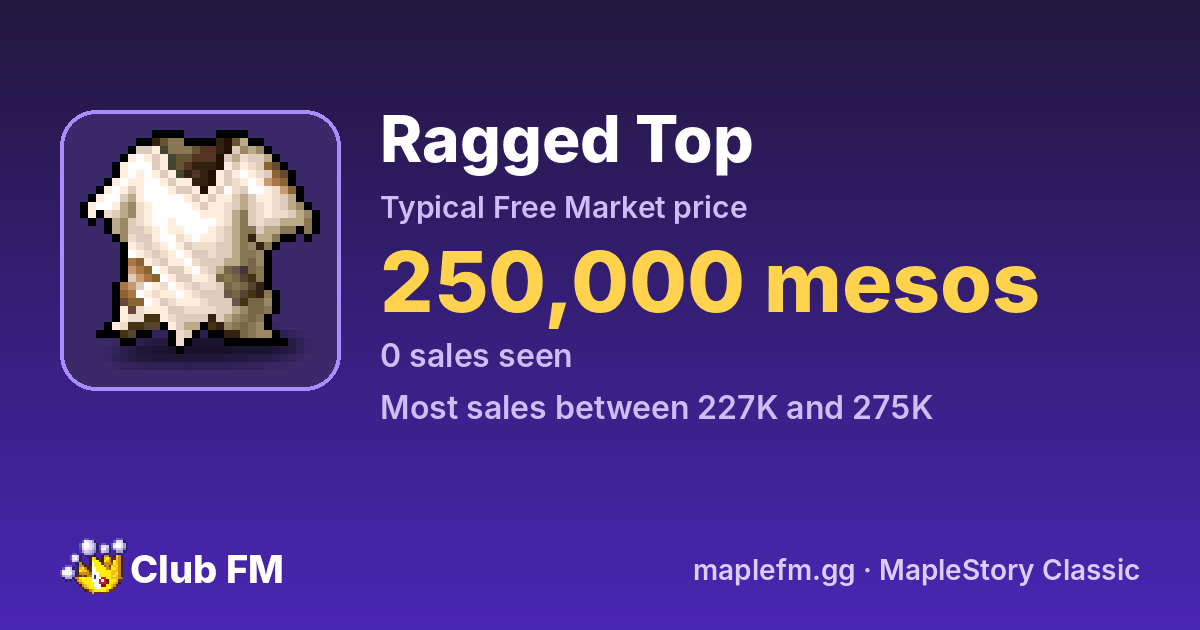 Ragged Top
Typical Free Market price
250,000 mesos
0 sales seen
Most sales between 227K and 275K
Club FM
maplefm.gg · MapleStory Classic